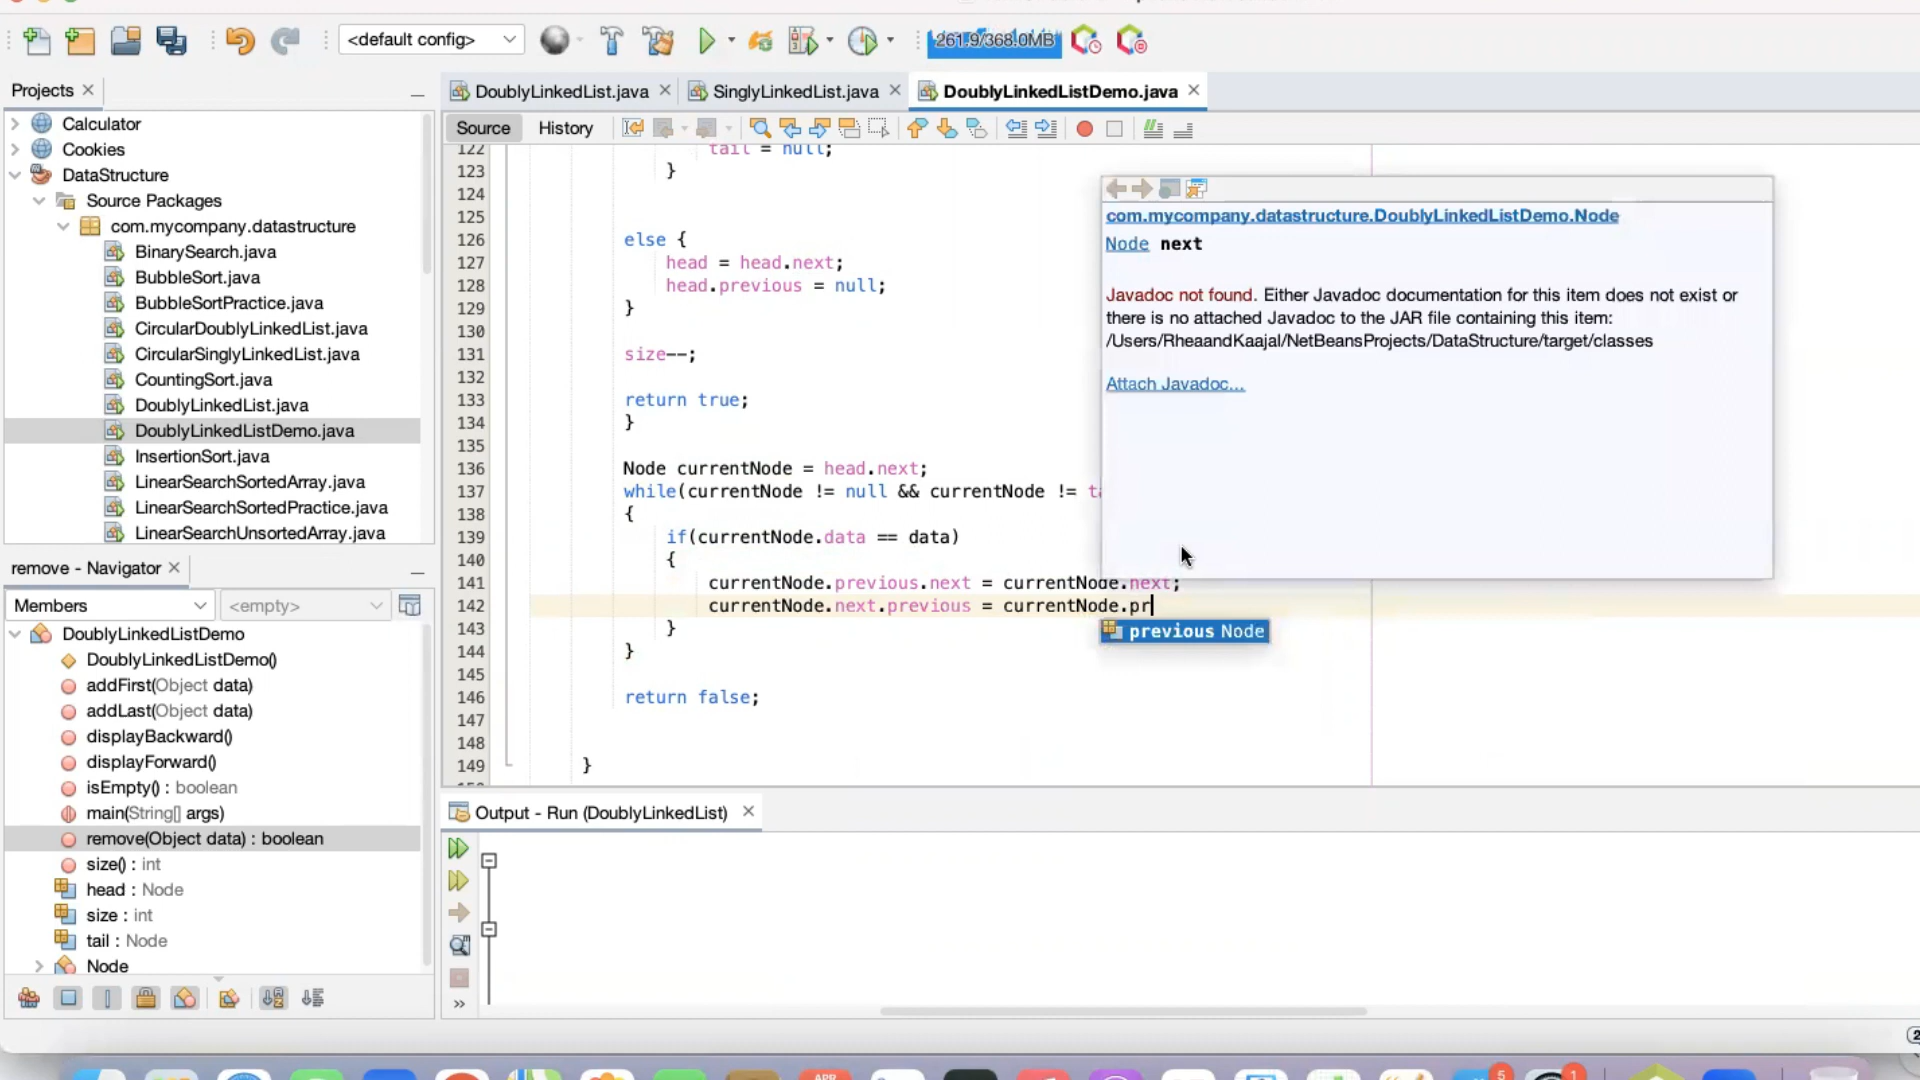 <default config>
261.9/368.0MB
Projects
DoublyLinkedList.java
SinglyLinkedList.java
DoublyLinkedListDemo.java
Source
History
Calculator
Cookies
DataStructure
Source Packages
com.mycompany.datastructure
BinarySearch.java
BubbleSort.java
BubbleSortPractice.java
CircularDoublyLinkedList.java
CircularSinglyLinkedList.java
CountingSort.java
DoublyLinkedList.java
DoublyLinkedListDemo.java
InsertionSort.java
LinearSearchSortedArray.java
LinearSearchSortedPractice.java
LinearSearchUnsortedArray.java
remove - Navigator
Members
<empty>
DoublyLinkedListDemo
DoublyLinkedListDemo()
addFirst(Object data)
addLast(Object data)
displayBackward()
displayForward()
isEmpty() : boolean
main(String[] args)
remove(Object data) : boolean
size() : int
head : Node
size : int
tail : Node
Node
122 tail = null;
123 }
124
125
126 else {
127 head = head.next;
128 head.previous = null;
129 }
130
131 size--;
132
133 return true;
134 }
135
136 Node currentNode = head.next;
137 while(currentNode != null && currentNode != ta
138 {
139 if(currentNode.data == data)
140 {
141 currentNode.previous.next = currentNode.next;
142 currentNode.next.previous = currentNode.pr
143 }
144 }
145
146 return false;
147
148
149 }
previous Node
com.mycompany.datastructure.DoublyLinkedListDemo.Node
Node next
Javadoc not found. Either Javadoc documentation for this item does not exist or
there is no attached Javadoc to the JAR file containing this item:
/Users/RheaandKaajal/NetBeansProjects/DataStructure/target/classes
Attach Javadoc...
Output - Run (DoublyLinkedList)
APR
5
1